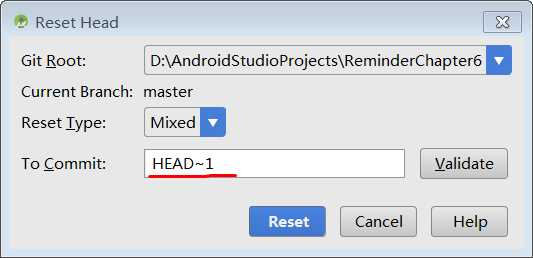 Reset Head
Git Root: D:\AndroidStudioProjects\ReminderChapter6
Current Branch: master
Reset Type: Mixed
To Commit: HEAD~1 Validate
Reset Cancel Help